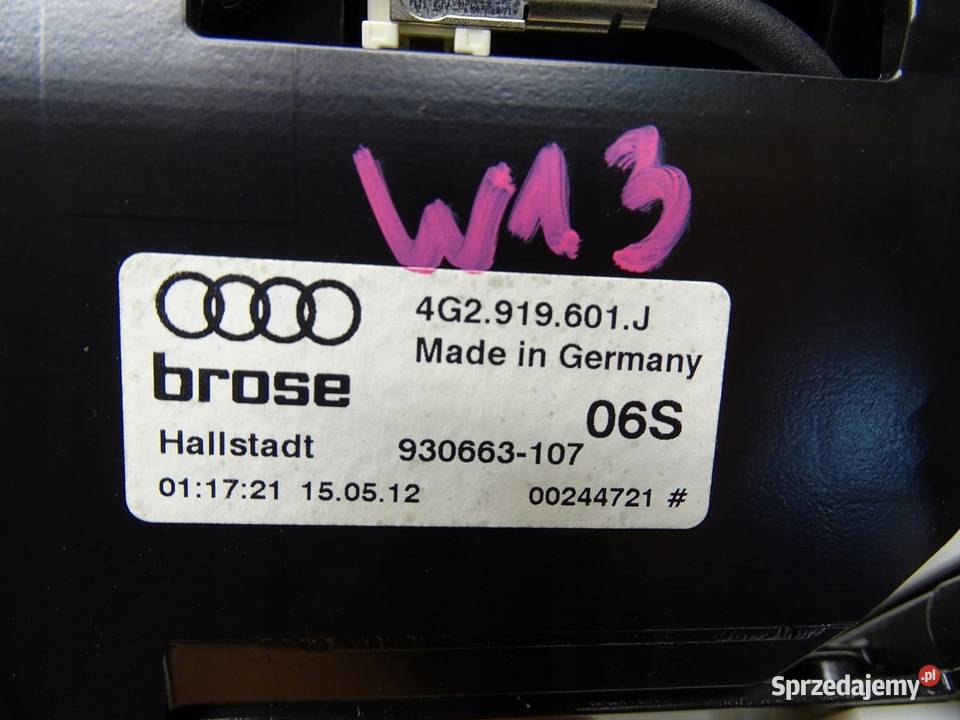 W13
4G2.919.601.J
Made in Germany
brose
06S
Hallstadt 930663-107
01:17:21 15.05.12 00244721 #
Sprzedajemy.pl